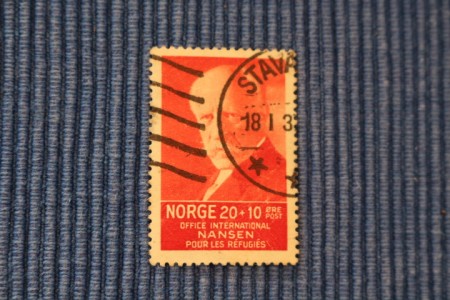 STAVA
18 I 3
NORGE 20+10 ØRE POST
OFFICE INTERNATIONAL
NANSEN
POUR LES RÉFUGIÉS